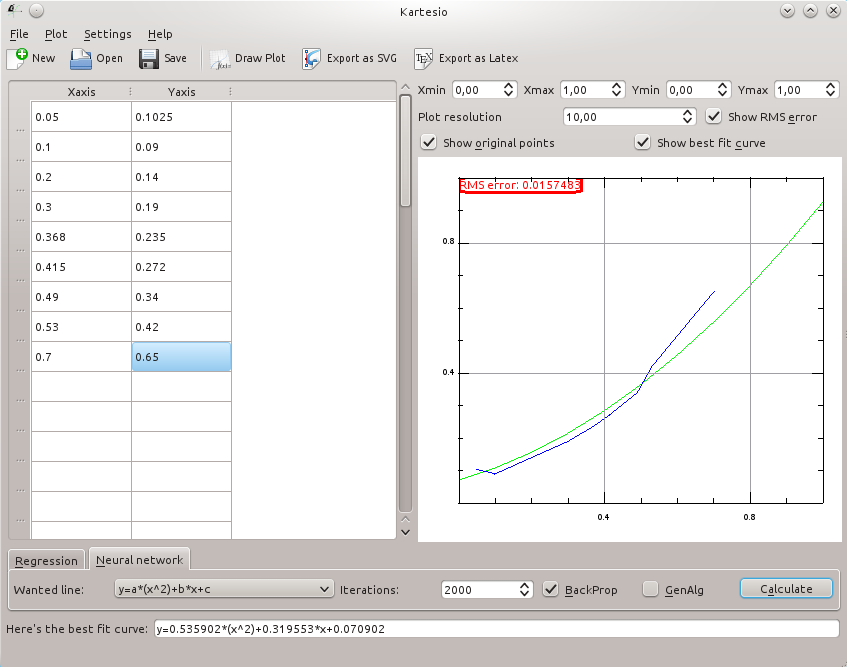 Kartesio
File Plot Settings Help
New Open Save Draw Plot Export as SVG TEX Export as Latex
Xaxis Yaxis
0.05 0.1025
0.1 0.09
0.2 0.14
0.3 0.19
0.368 0.235
0.415 0.272
0.49 0.34
0.53 0.42
0.7 0.65
Xmin 0,00 Xmax 1,00 Ymin 0,00 Ymax 1,00
Plot resolution 10,00 Show RMS error
Show original points Show best fit curve
RMS error: 0.0157483
0.8
0.4
0.4 0.8
Regression Neural network
Wanted line: y=a*(x^2)+b*x+c Iterations: 2000 BackProp GenAlg Calculate
Here's the best fit curve: y=0.535902*(x^2)+0.319553*x+0.070902